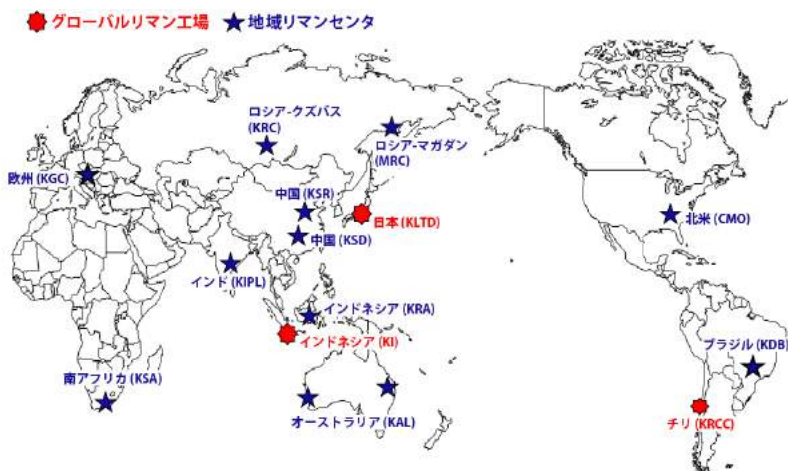 グローバルリマン工場 地域リマンセンタ
ロシア-クズバス
(KRC)
ロシア-マガダン
(MRC)
欧州 (KGC)
中国 (KSR)
日本 (KLTD)
北米 (CMO)
中国 (KSD)
インド (KIPL)
インドネシア (KRA)
インドネシア (KI)
ブラジル (KDB)
南アフリカ (KSA)
オーストラリア (KAL)
チリ (KRCC)